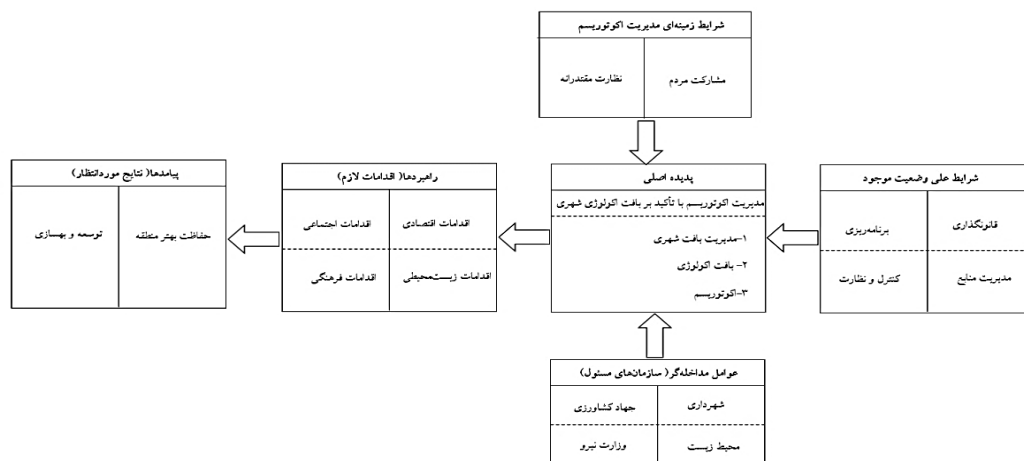 شرایط زمینه‌ای مدیریت اکوتوریسم
مشارکت مردم
نظارت مقتدرانه
شرایط علی وضعیت موجود
قانونگذاری
برنامه‌ریزی
مدیریت منابع
کنترل و نظارت
پدیده اصلی
مدیریت اکوتوریسم با تأکید بر بافت اکولوژی شهری
۱-مدیریت بافت شهری
۲- بافت اکولوژی
۳-اکوتوریسم
راهبردها( اقدامات لازم)
اقدامات اقتصادی
اقدامات اجتماعی
اقدامات زیست‌محیطی
اقدامات فرهنگی
پیامدها( نتایج موردانتظار)
حفاظت بهتر منطقه
توسعه و بهسازی
عوامل مداخله‌گر( سازمان‌های مسئول)
شهرداری
جهاد کشاورزی
محیط زیست
وزارت نیرو